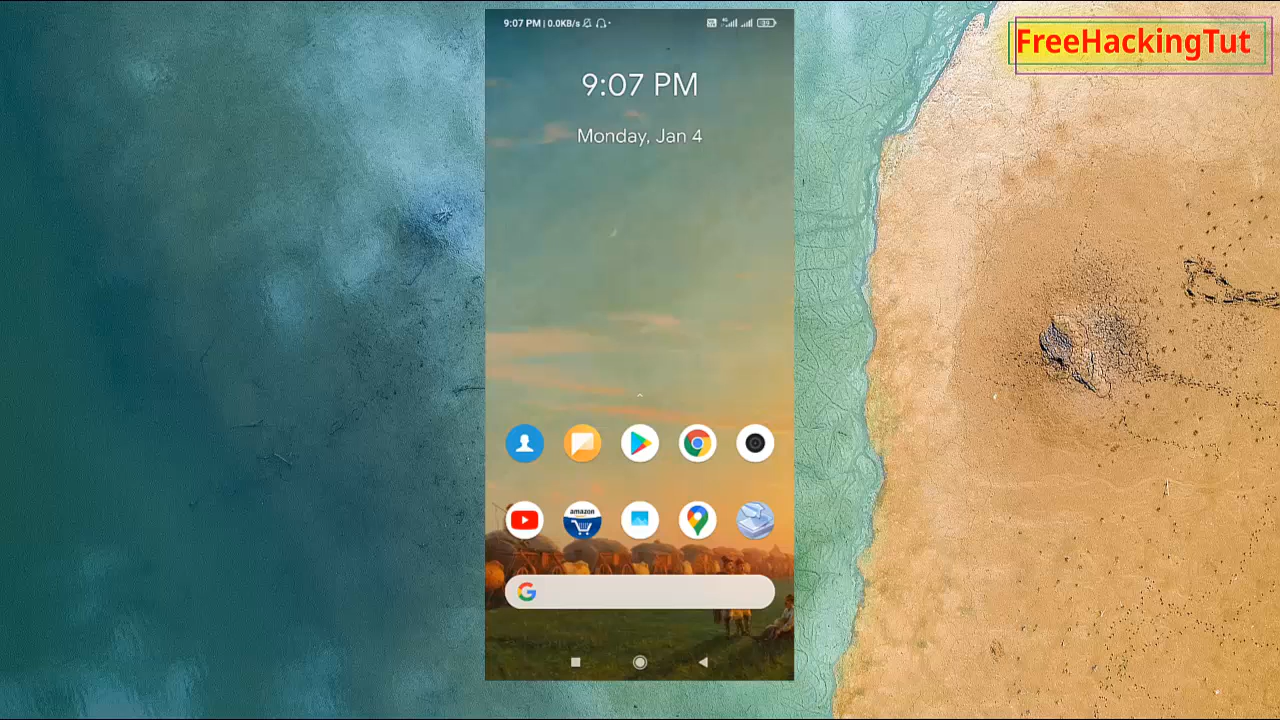 9:07 PM | 0.0KB/s
FreeHackingTut
9:07 PM
Monday, Jan 4
amazon